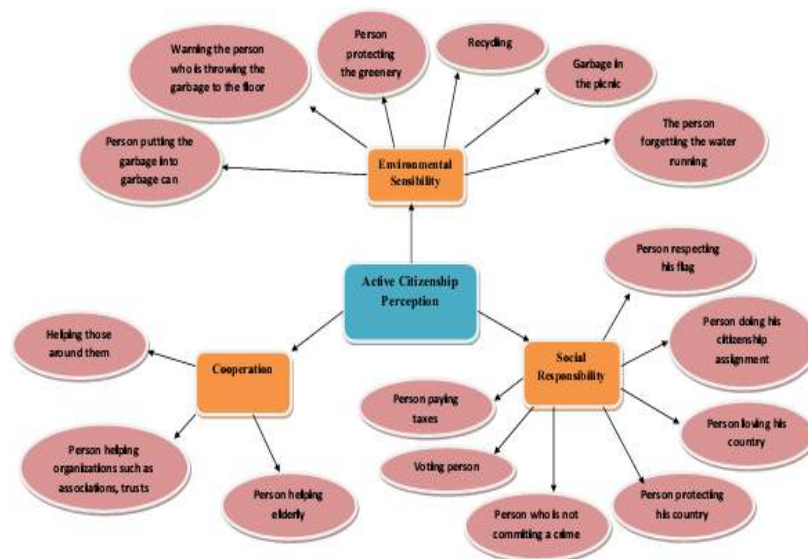 Warning the person
who is throwing the
garbage to the floor
Person
protecting
the greenery
Recycling
Garbage in
the picnic
Person putting the
garbage into
garbage can
Environmental
Sensibility
The person
forgetting the water
running
Active Citizenship
Perception
Person respecting
his flag
Helping those
around them
Cooperation
Social
Responsibility
Person doing his
citizenship
assignment
Person paying
taxes
Person loving his
country
Person helping
organizations such as
associations, trusts
Voting person
Person helping
elderly
Person who is not
commiting a crime
Person protecting
his country